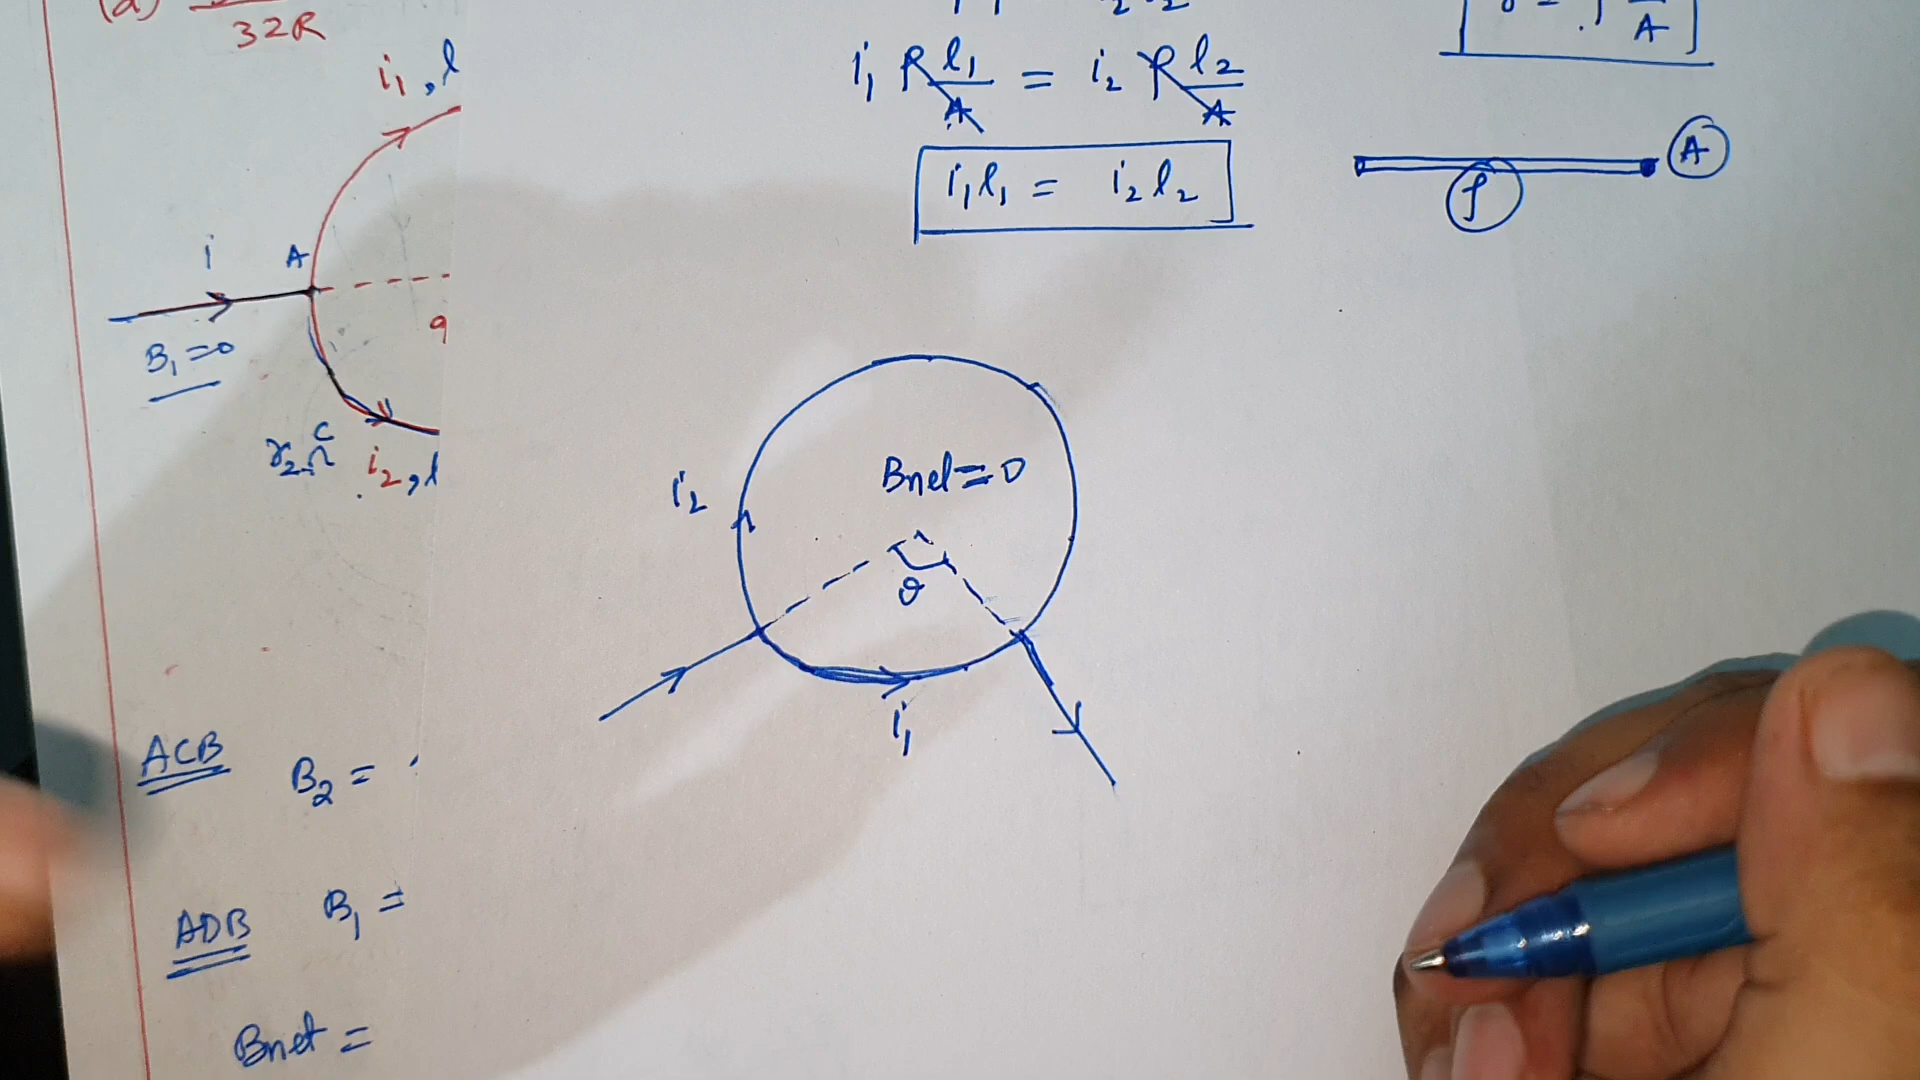 (a)
32R
i₁, l
i A
B₁ = 0
r₂Ω C
i₂, l
ACB B₂ =
ADB B₁ =
Bnet =
i₁ ρ l₁/A = i₂ ρ l₂/A
i₁l₁ = i₂l₂
A
ρ
Bnet = 0
i₂
θ
i₁